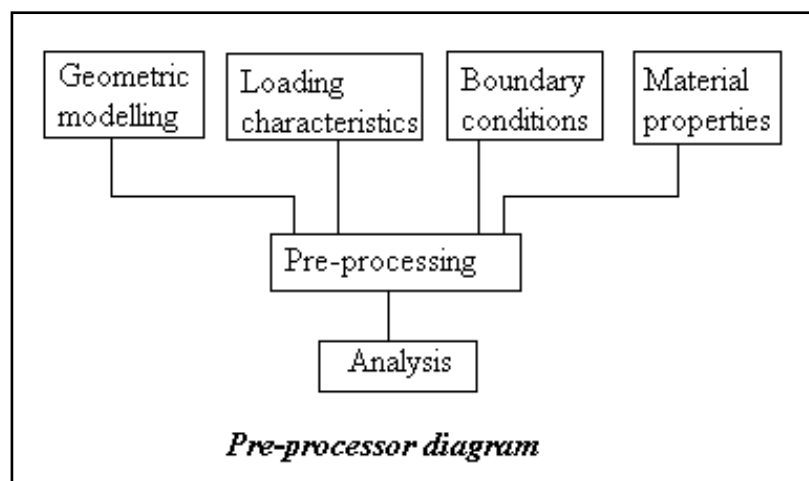 Geometric
modelling
Loading
characteristics
Boundary
conditions
Material
properties
Pre-processing
Analysis
Pre-processor diagram